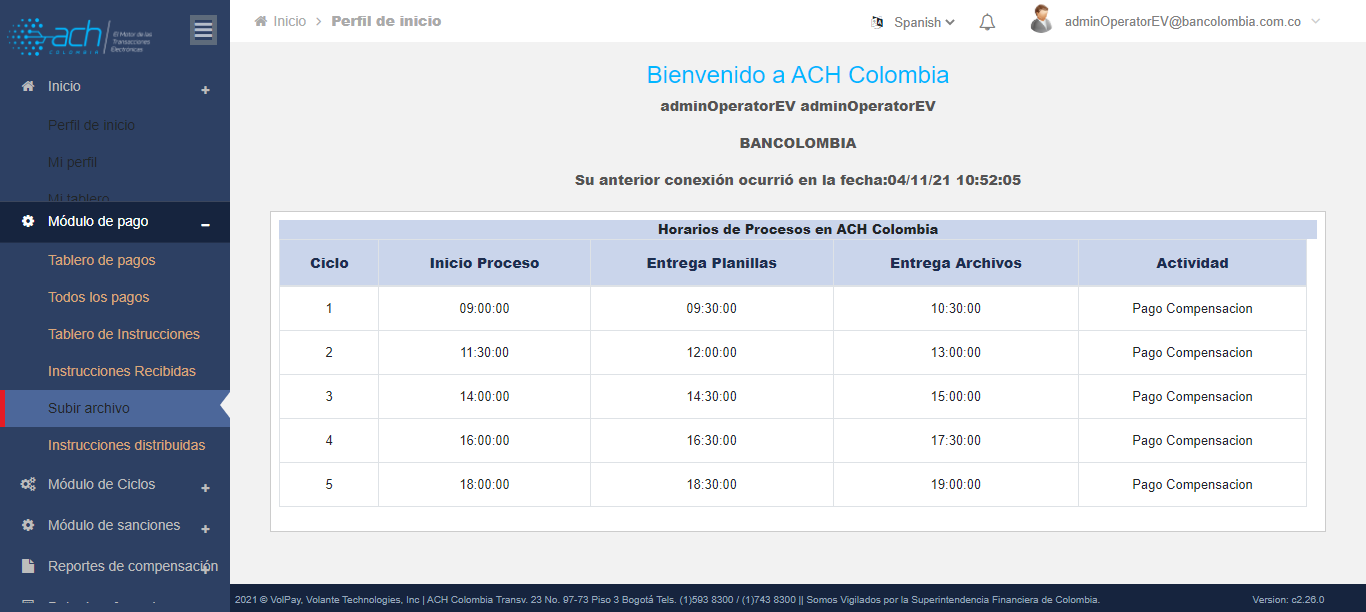 ach
COLOMBIA
El Motor de las
Transacciones
Electrónicas
Inicio
Perfil de inicio
Mi perfil
Mi tablero
Módulo de pago
Tablero de pagos
Todos los pagos
Tablero de Instrucciones
Instrucciones Recibidas
Subir archivo
Instrucciones distribuidas
Módulo de Ciclos
Módulo de sanciones
Reportes de compensación
Inicio > Perfil de inicio
Spanish
adminOperatorEV@bancolombia.com.co
Bienvenido a ACH Colombia
adminOperatorEV adminOperatorEV
BANCOLOMBIA
Su anterior conexión ocurrió en la fecha:04/11/21 10:52:05
Horarios de Procesos en ACH Colombia
Ciclo Inicio Proceso Entrega Planillas Entrega Archivos Actividad
1 09:00:00 09:30:00 10:30:00 Pago Compensacion
2 11:30:00 12:00:00 13:00:00 Pago Compensacion
3 14:00:00 14:30:00 15:00:00 Pago Compensacion
4 16:00:00 16:30:00 17:30:00 Pago Compensacion
5 18:00:00 18:30:00 19:00:00 Pago Compensacion
2021 © VolPay, Volante Technologies, Inc | ACH Colombia Transv. 23 No. 97-73 Piso 3 Bogotá Tels. (1)593 8300 / (1)743 8300 || Somos Vigilados por la Superintendencia Financiera de Colombia. Version: c2.26.0